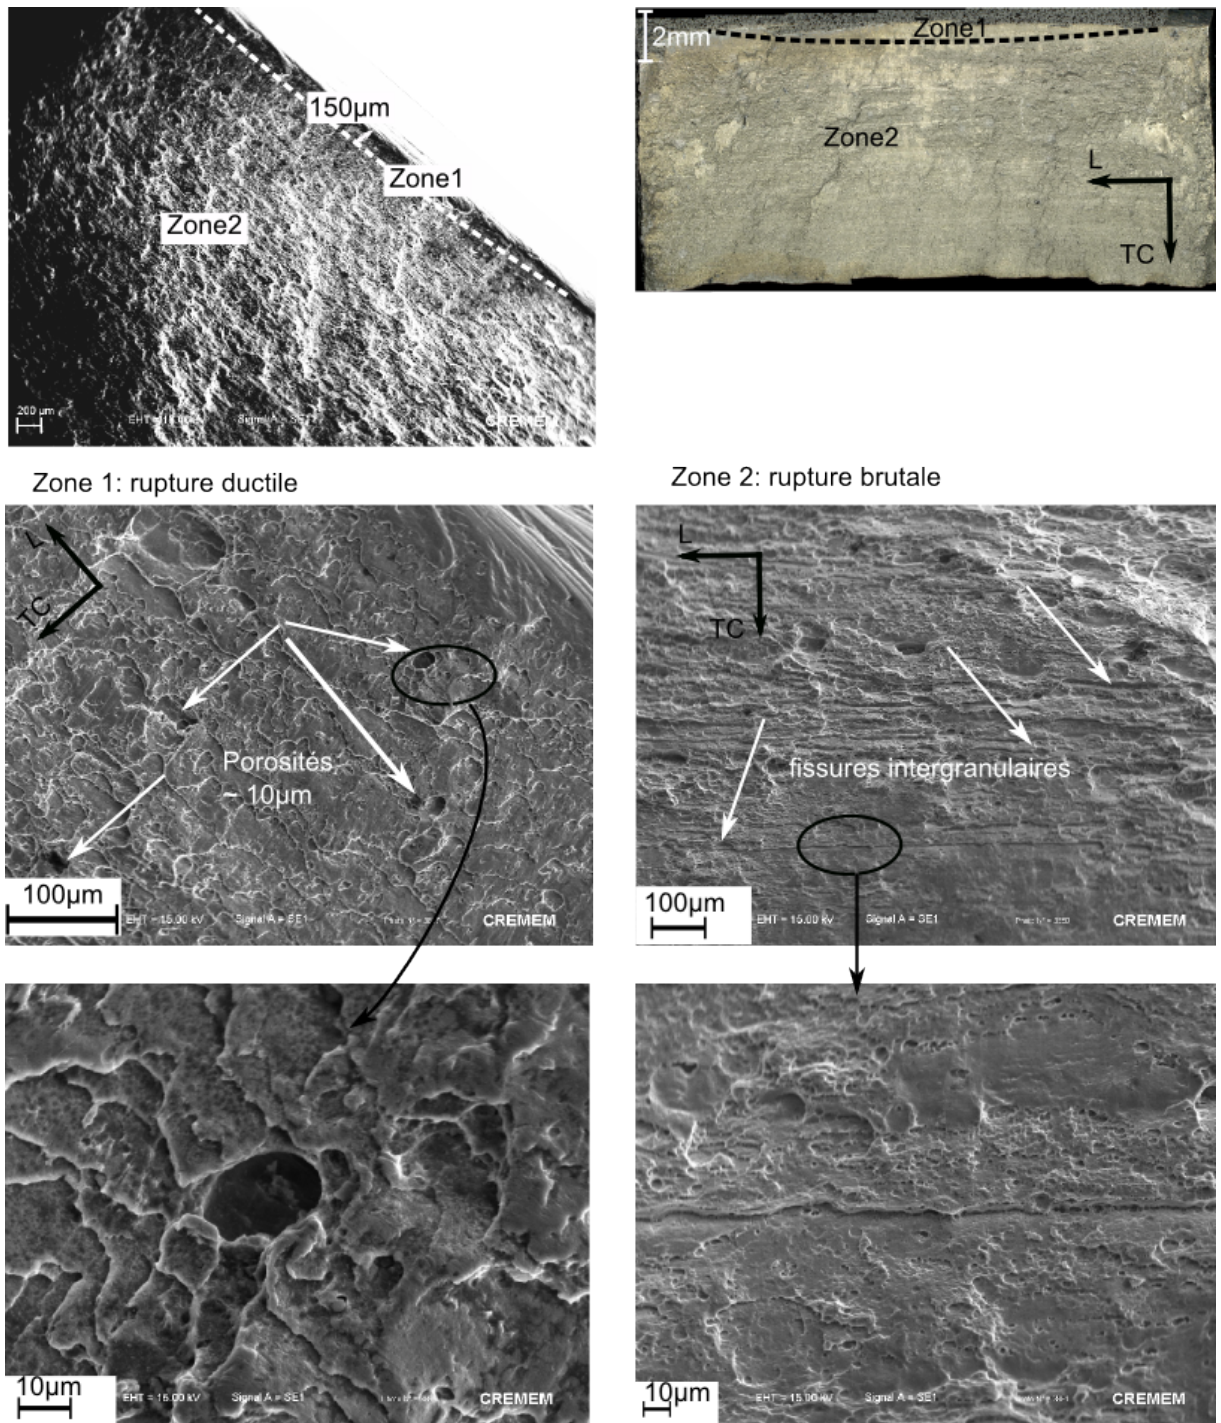 150µm
Zone1
Zone2
200 µm
CREMEM
2mm
Zone1
Zone2
L
TC
Zone 1: rupture ductile
Zone 2: rupture brutale
L
TC
Porosités
~ 10µm
100µm
EHT = 15.00 kV Signal A = SE1 CREMEM
L
TC
fissures intergranulaires
100µm
EHT = 15.00 kV Signal A = SE1 CREMEM
10µm
EHT = 15.00 kV Signal A = SE1 CREMEM
10µm
EHT = 15.00 kV Signal A = SE1 CREMEM